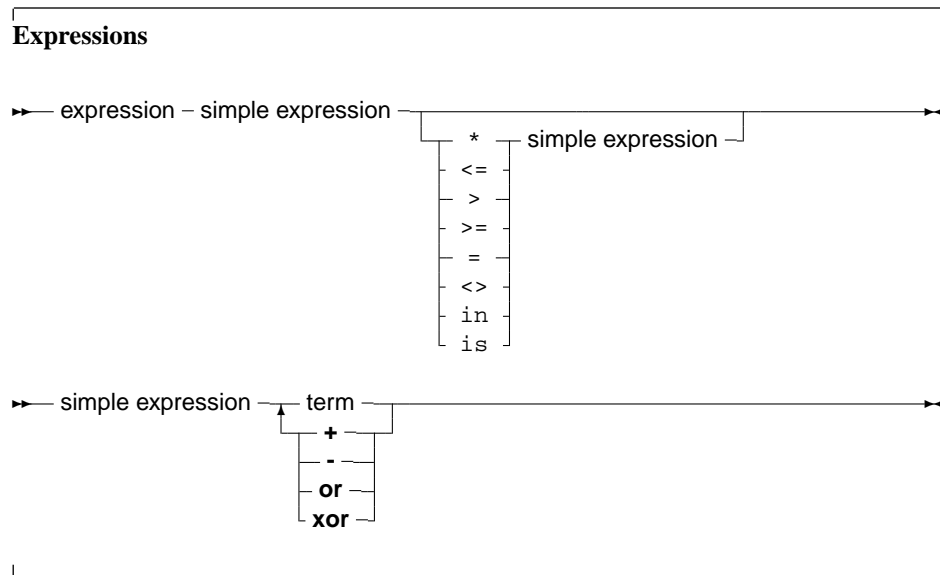 Expressions
expression simple expression
* simple expression
<=
>
>=
=
<>
in
is
simple expression term
+
-
or
xor